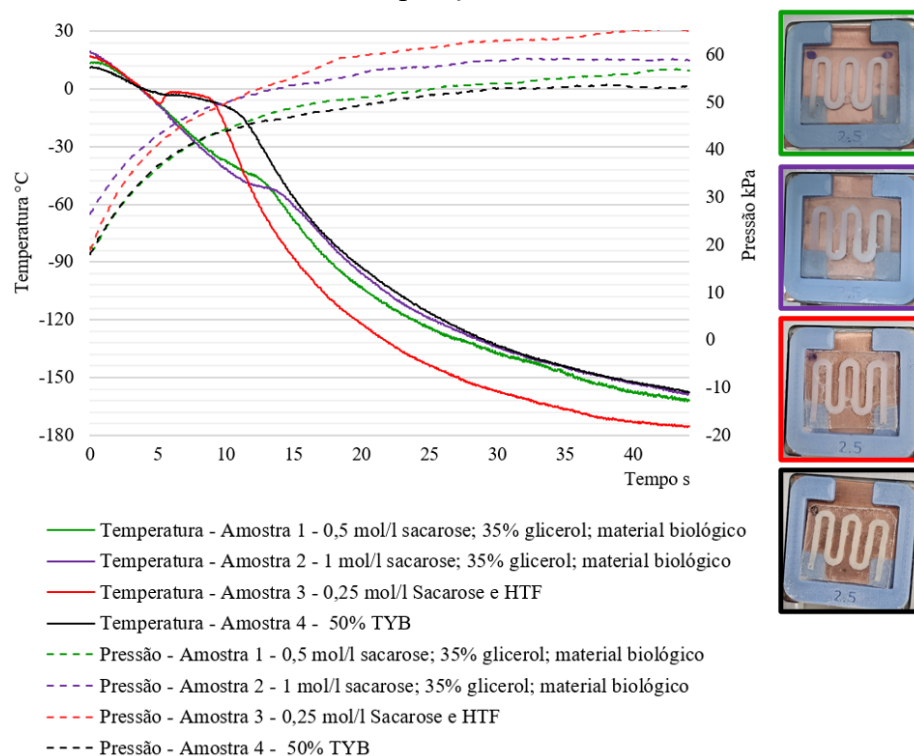 30
0
-30
-60
-90
-120
-150
-180
Temperatura °C
60
50
40
30
20
10
0
-10
-20
Pressão kPa
0 5 10 15 20 25 30 35 40
Tempo s
Temperatura - Amostra 1 - 0,5 mol/l sacarose; 35% glicerol; material biológico
Temperatura - Amostra 2 - 1 mol/l sacarose; 35% glicerol; material biológico
Temperatura - Amostra 3 - 0,25 mol/l Sacarose e HTF
Temperatura - Amostra 4 - 50% TYB
Pressão - Amostra 1 - 0,5 mol/l sacarose; 35% glicerol; material biológico
Pressão - Amostra 2 - 1 mol/l sacarose; 35% glicerol; material biológico
Pressão - Amostra 3 - 0,25 mol/l Sacarose e HTF
Pressão - Amostra 4 - 50% TYB
2.5
2.5
2.5
2.5